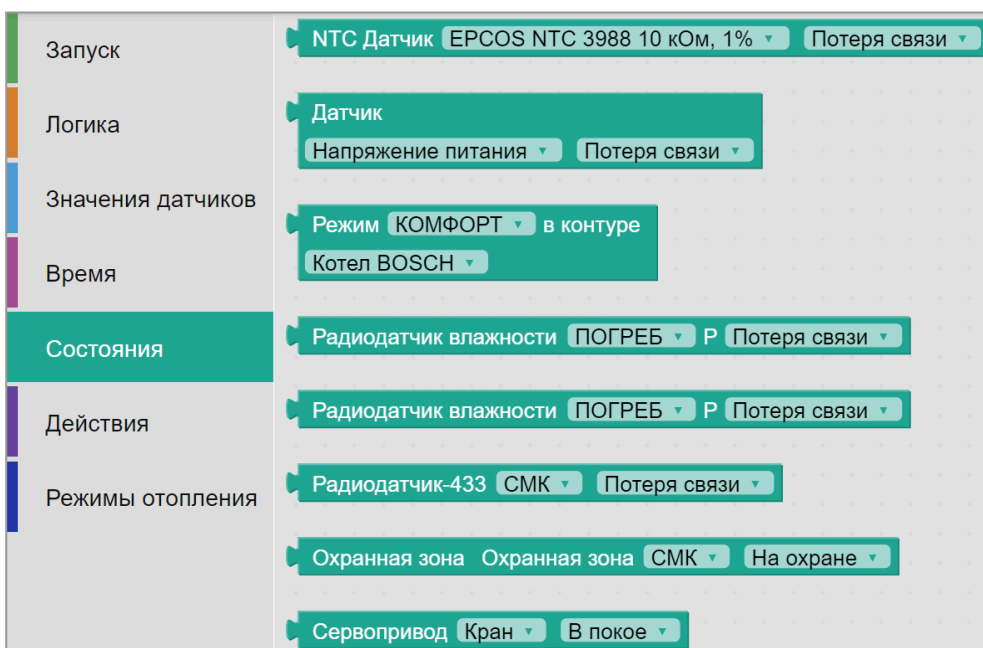 Запуск
Логика
Значения датчиков
Время
Состояния
Действия
Режимы отопления
NTC Датчик EPCOS NTC 3988 10 кОм, 1% Потеря связи
Датчик
Напряжение питания Потеря связи
Режим КОМФОРТ в контуре
Котел BOSCH
Радиодатчик влажности ПОГРЕБ Р Потеря связи
Радиодатчик влажности ПОГРЕБ Р Потеря связи
Радиодатчик-433 СМК Потеря связи
Охранная зона Охранная зона СМК На охране
Сервопривод Кран В покое